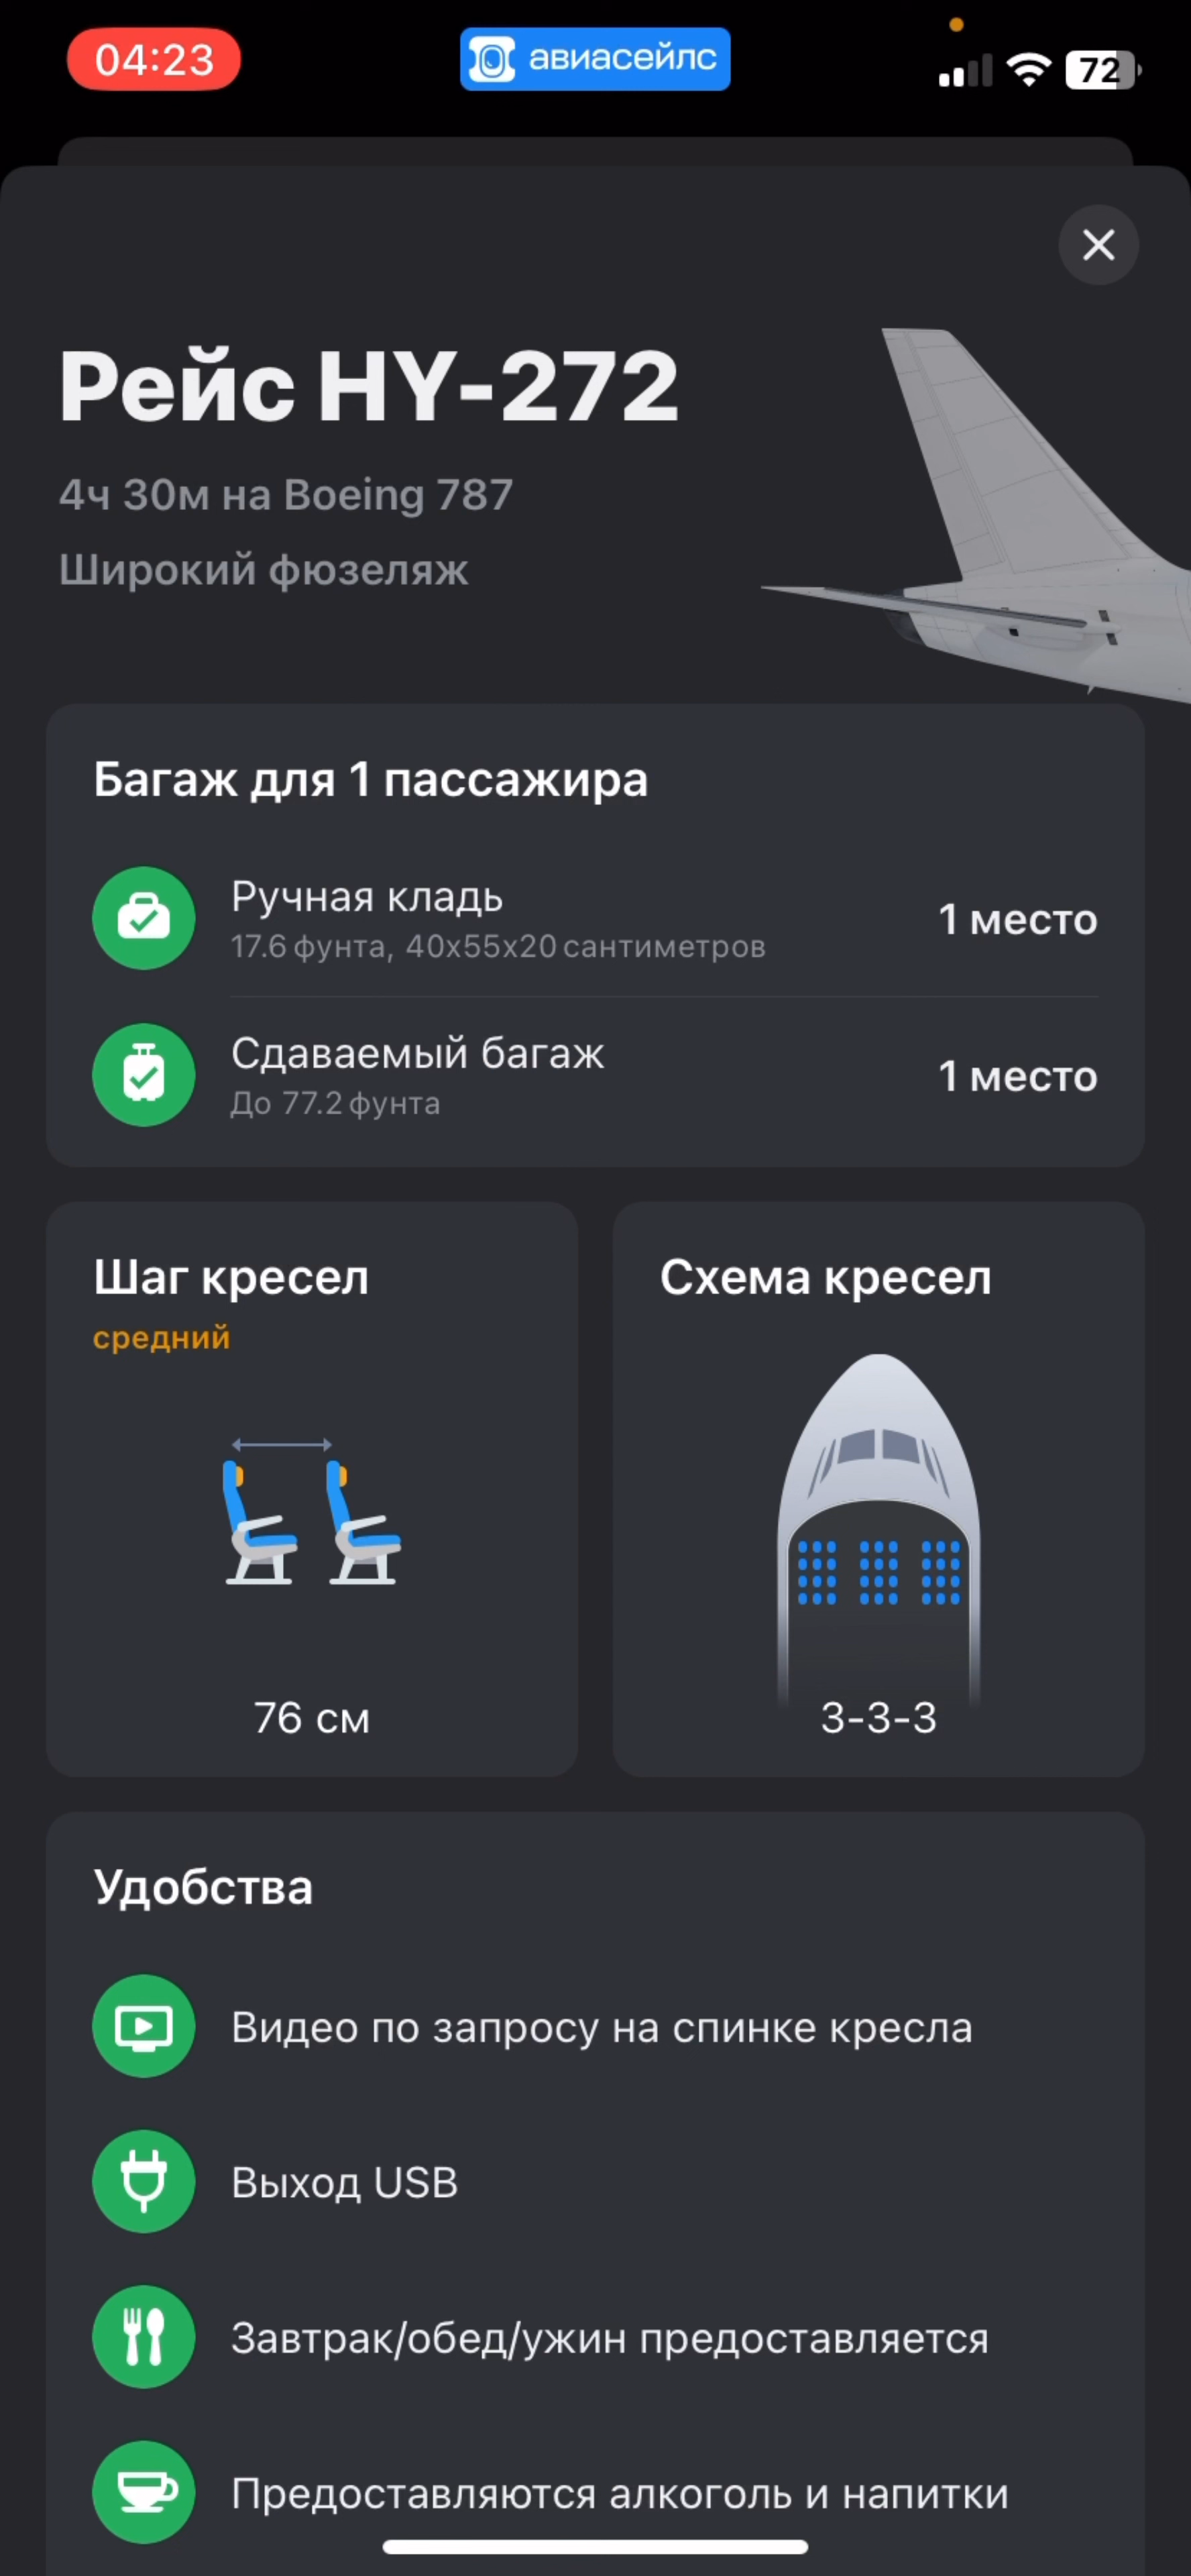 04:23
авиасейлс
72
Рейс HY-272
4ч 30м на Boeing 787
Широкий фюзеляж
Багаж для 1 пассажира
Ручная кладь
17.6 фунта, 40x55x20 сантиметров
1 место
Сдаваемый багаж
До 77.2 фунта
1 место
Шаг кресел
средний
76 см
Схема кресел
3-3-3
Удобства
Видео по запросу на спинке кресла
Выход USB
Завтрак/обед/ужин предоставляется
Предоставляются алкоголь и напитки